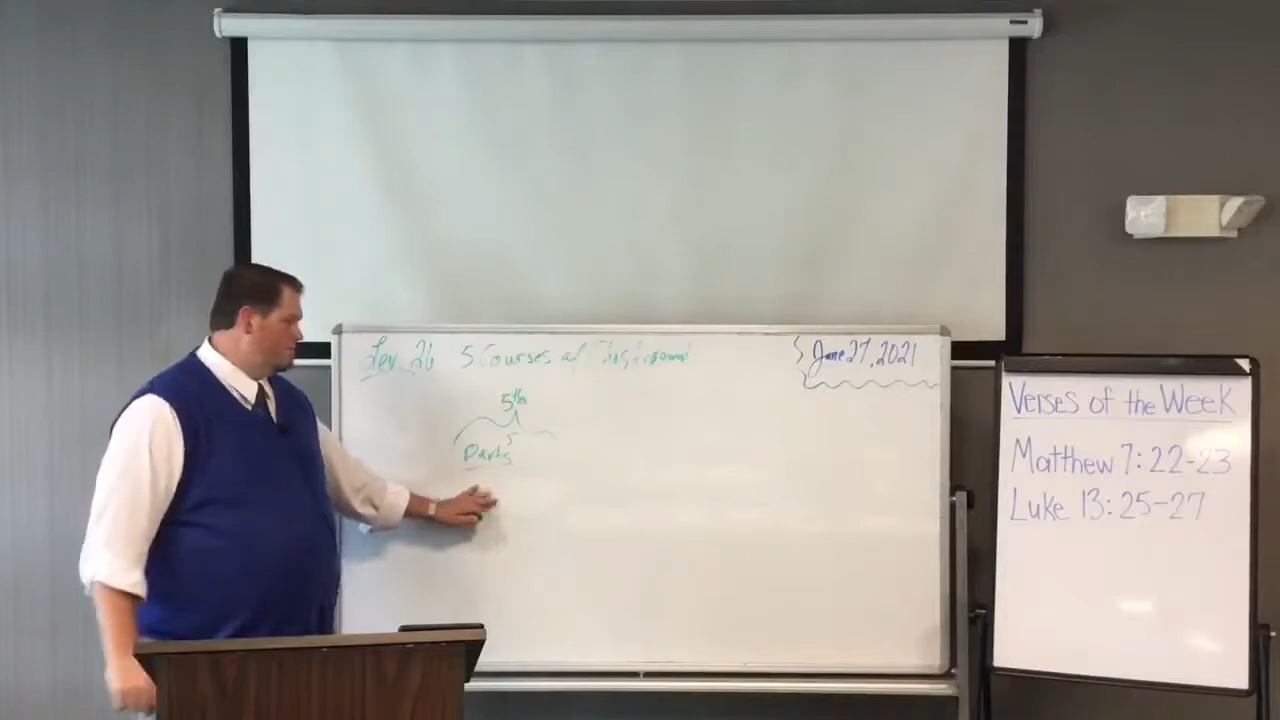 Lev. 26 5 Courses of Chastisement
June 27, 2021
5th
5
Parts
Verses of the Week
Matthew 7:22-23
Luke 13:25-27